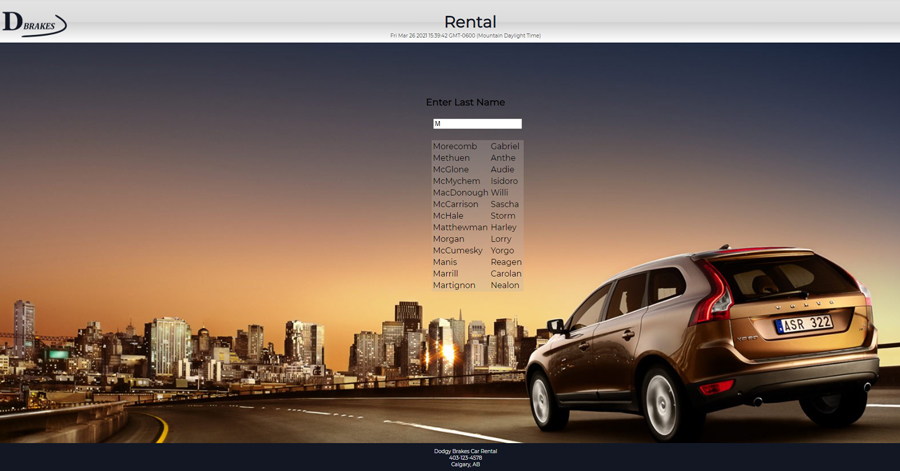 D BRAKES
Rental
Fri Mar 26 2021 15:39:42 GMT-0600 (Mountain Daylight Time)
Enter Last Name
M
Morecomb Gabriel
Methuen Anthe
McGlone Audie
McMychem Isidoro
MacDonough Willi
McCarrison Sascha
McHale Storm
Matthewman Harley
Morgan Lorry
McCumesky Yorgo
Manis Reagen
Marrill Carolan
Martignon Nealon
VOLVO
ASR 322
Dodgy Brakes Car Rental
403-123-4578
Calgary, AB